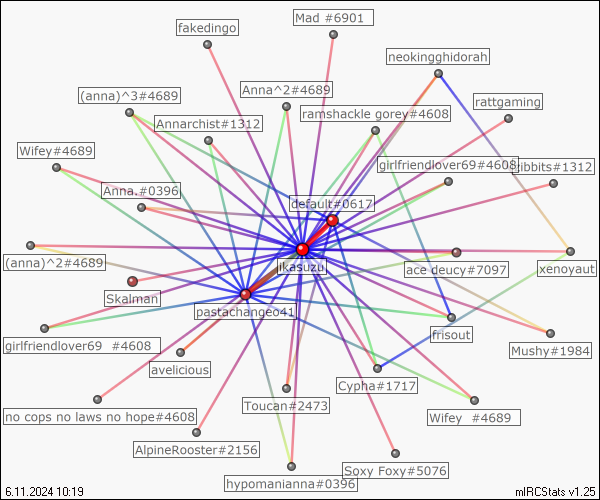 Mad #6901
fakedingo
neokingghidorah
(anna)^3#4689
Anna^2#4689
rattgaming
Annarchist#1312
ramshackle gorey#4608
Wifey#4689
girlfriendlover69#4608
gibbits#1312
Anna.#0396
default#0617
(anna)^2#4689
ikasuzu
ace deucy#7097
xenoyaut
Skalman
pastachangeo41
frisout
girlfriendlover69  #4608
Mushy#1984
avelicious
Cypha#1717
Toucan#2473
no cops no laws no hope#4608
Wifey  #4689
AlpineRooster#2156
Soxy Foxy#5076
hypomanianna#0396
6.11.2024 10:19
mIRCStats v1.25